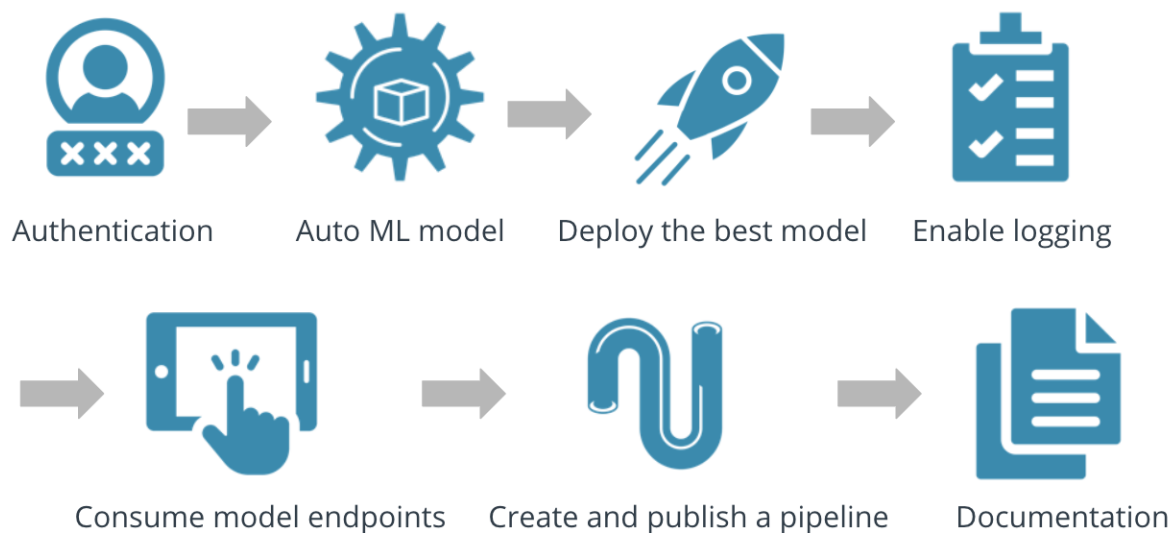 Authentication
Auto ML model
Deploy the best model
Enable logging
Consume model endpoints
Create and publish a pipeline
Documentation